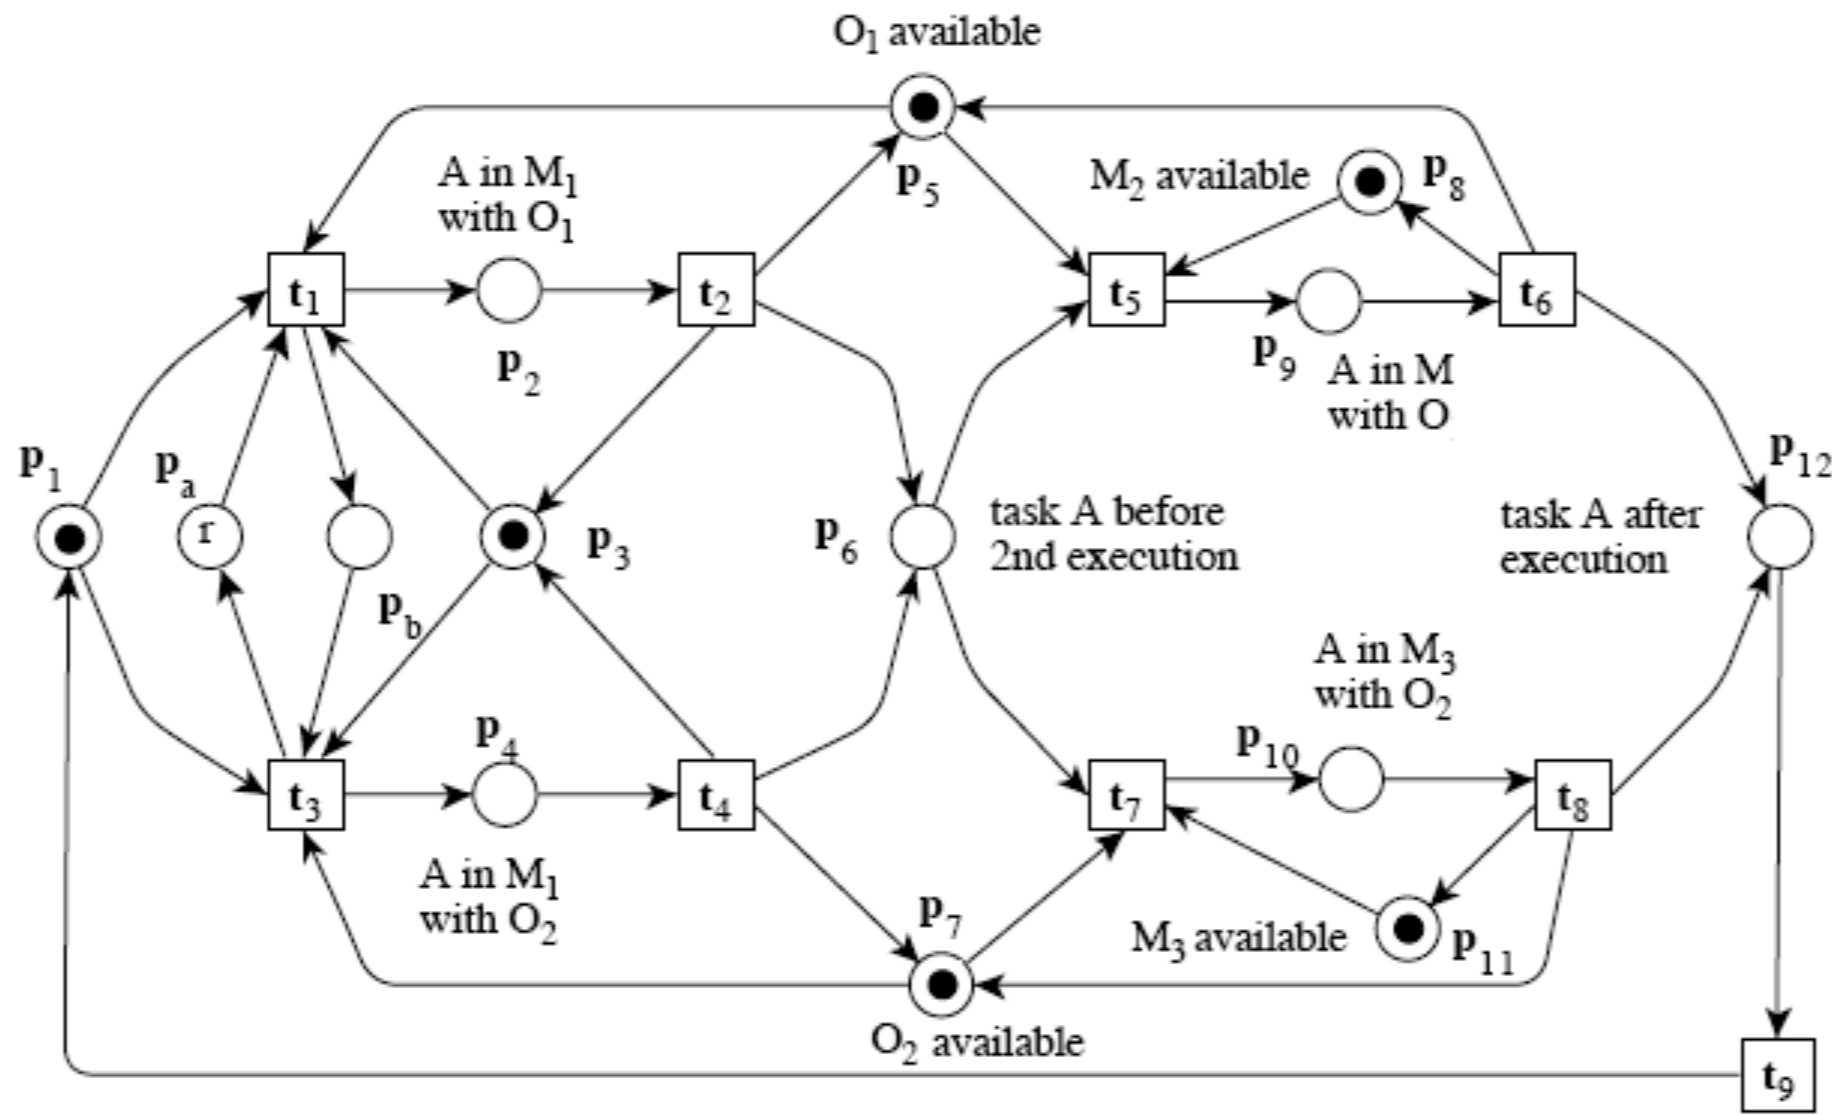 O1 available
p5
A in M1
with O1
M2 available
p8
t1
p2
t2
t5
p9
t6
A in M
with O
p1
pa
r
pb
p3
p6
task A before
2nd execution
task A after
execution
p12
A in M3
with O2
p4
p10
t3
t4
t7
t8
A in M1
with O2
p7
M3 available
p11
O2 available
t9